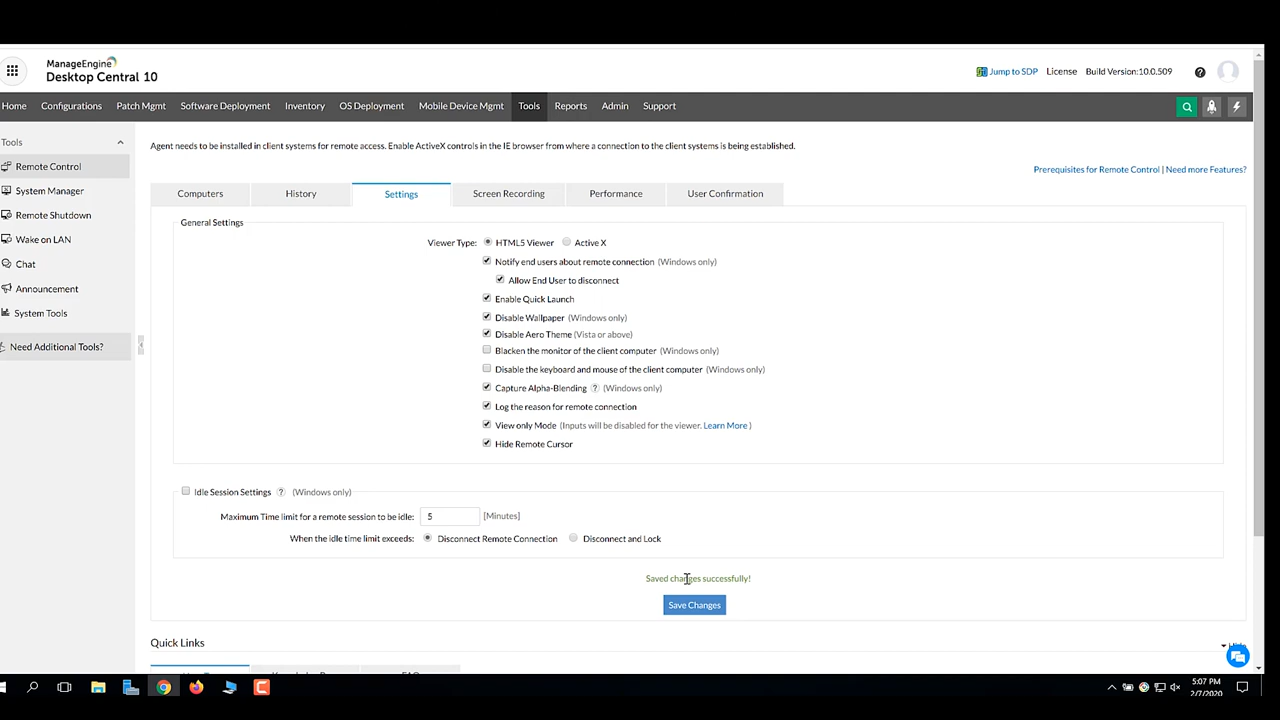 ManageEngine
Desktop Central 10
Jump to SDP License Build Version:10.0.509
Home Configurations Patch Mgmt Software Deployment Inventory OS Deployment Mobile Device Mgmt Tools Reports Admin Support
Tools
Remote Control
System Manager
Remote Shutdown
Wake on LAN
Chat
Announcement
System Tools
Need Additional Tools?
Agent needs to be installed in client systems for remote access. Enable ActiveX controls in the IE browser from where a connection to the client systems is being established.
Prerequisites for Remote Control | Need more Features?
Computers History Settings Screen Recording Performance User Confirmation
General Settings
Viewer Type: HTML5 Viewer Active X
Notify end users about remote connection (Windows only)
Allow End User to disconnect
Enable Quick Launch
Disable Wallpaper (Windows only)
Disable Aero Theme (Vista or above)
Blacken the monitor of the client computer (Windows only)
Disable the keyboard and mouse of the client computer (Windows only)
Capture Alpha-Blending ? (Windows only)
Log the reason for remote connection
View only Mode (Inputs will be disabled for the viewer. Learn More )
Hide Remote Cursor
Idle Session Settings ? (Windows only)
Maximum Time limit for a remote session to be idle: 5 [Minutes]
When the idle time limit exceeds: Disconnect Remote Connection Disconnect and Lock
Saved changes successfully!
Save Changes
Quick Links
5:07 PM
2/7/2020